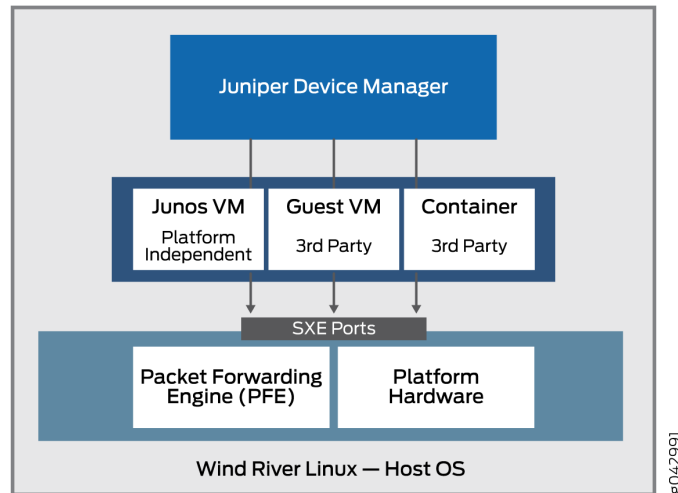 Juniper Device Manager
Junos VM
Platform
Independent
Guest VM
3rd Party
Container
3rd Party
SXE Ports
Packet Forwarding
Engine (PFE)
Platform
Hardware
Wind River Linux — Host OS
g042991